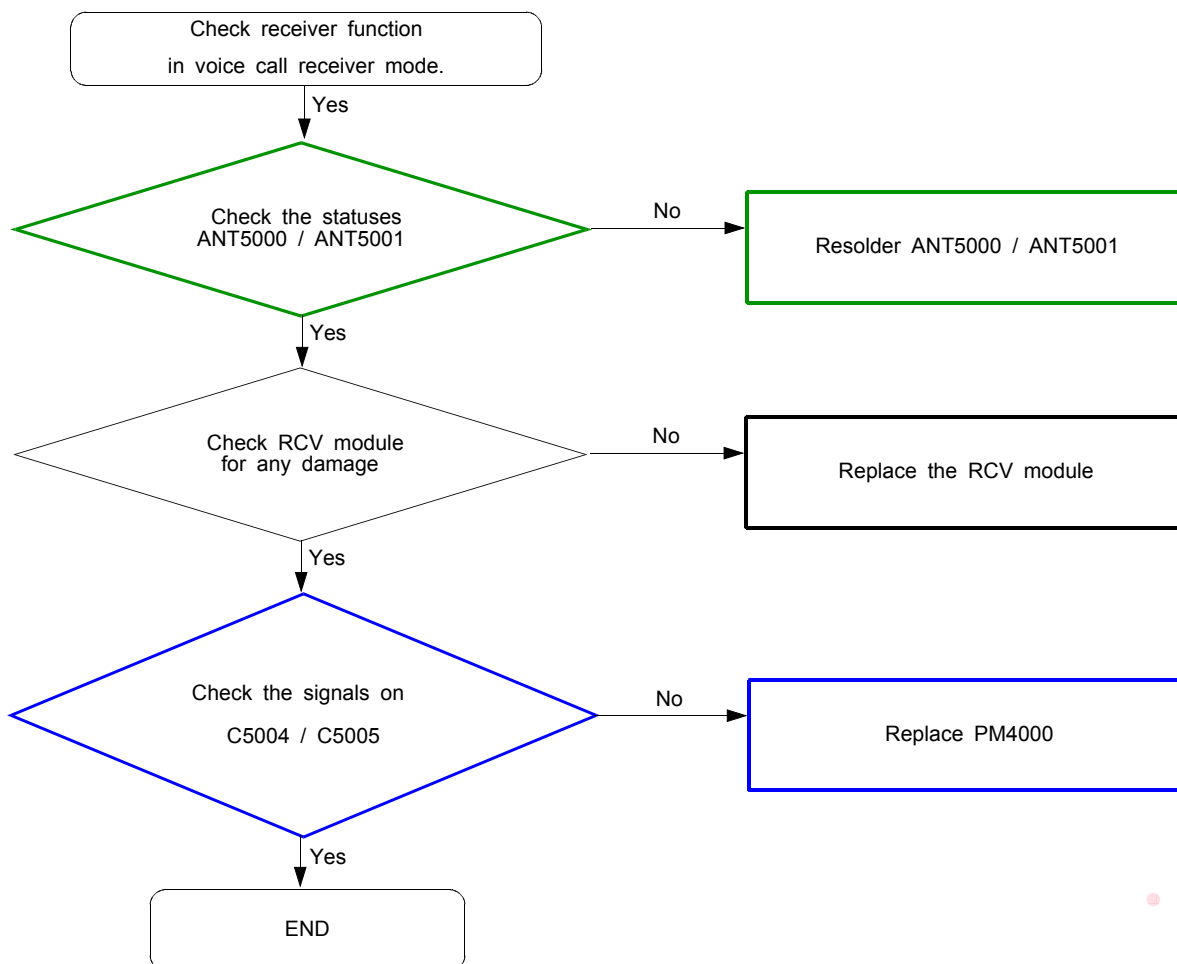 Check receiver function
in voice call receiver mode.
Yes
Check the statuses
ANT5000 / ANT5001
No
Resolder ANT5000 / ANT5001
Yes
Check RCV module
for any damage
No
Replace the RCV module
Yes
Check the signals on
C5004 / C5005
No
Replace PM4000
Yes
END